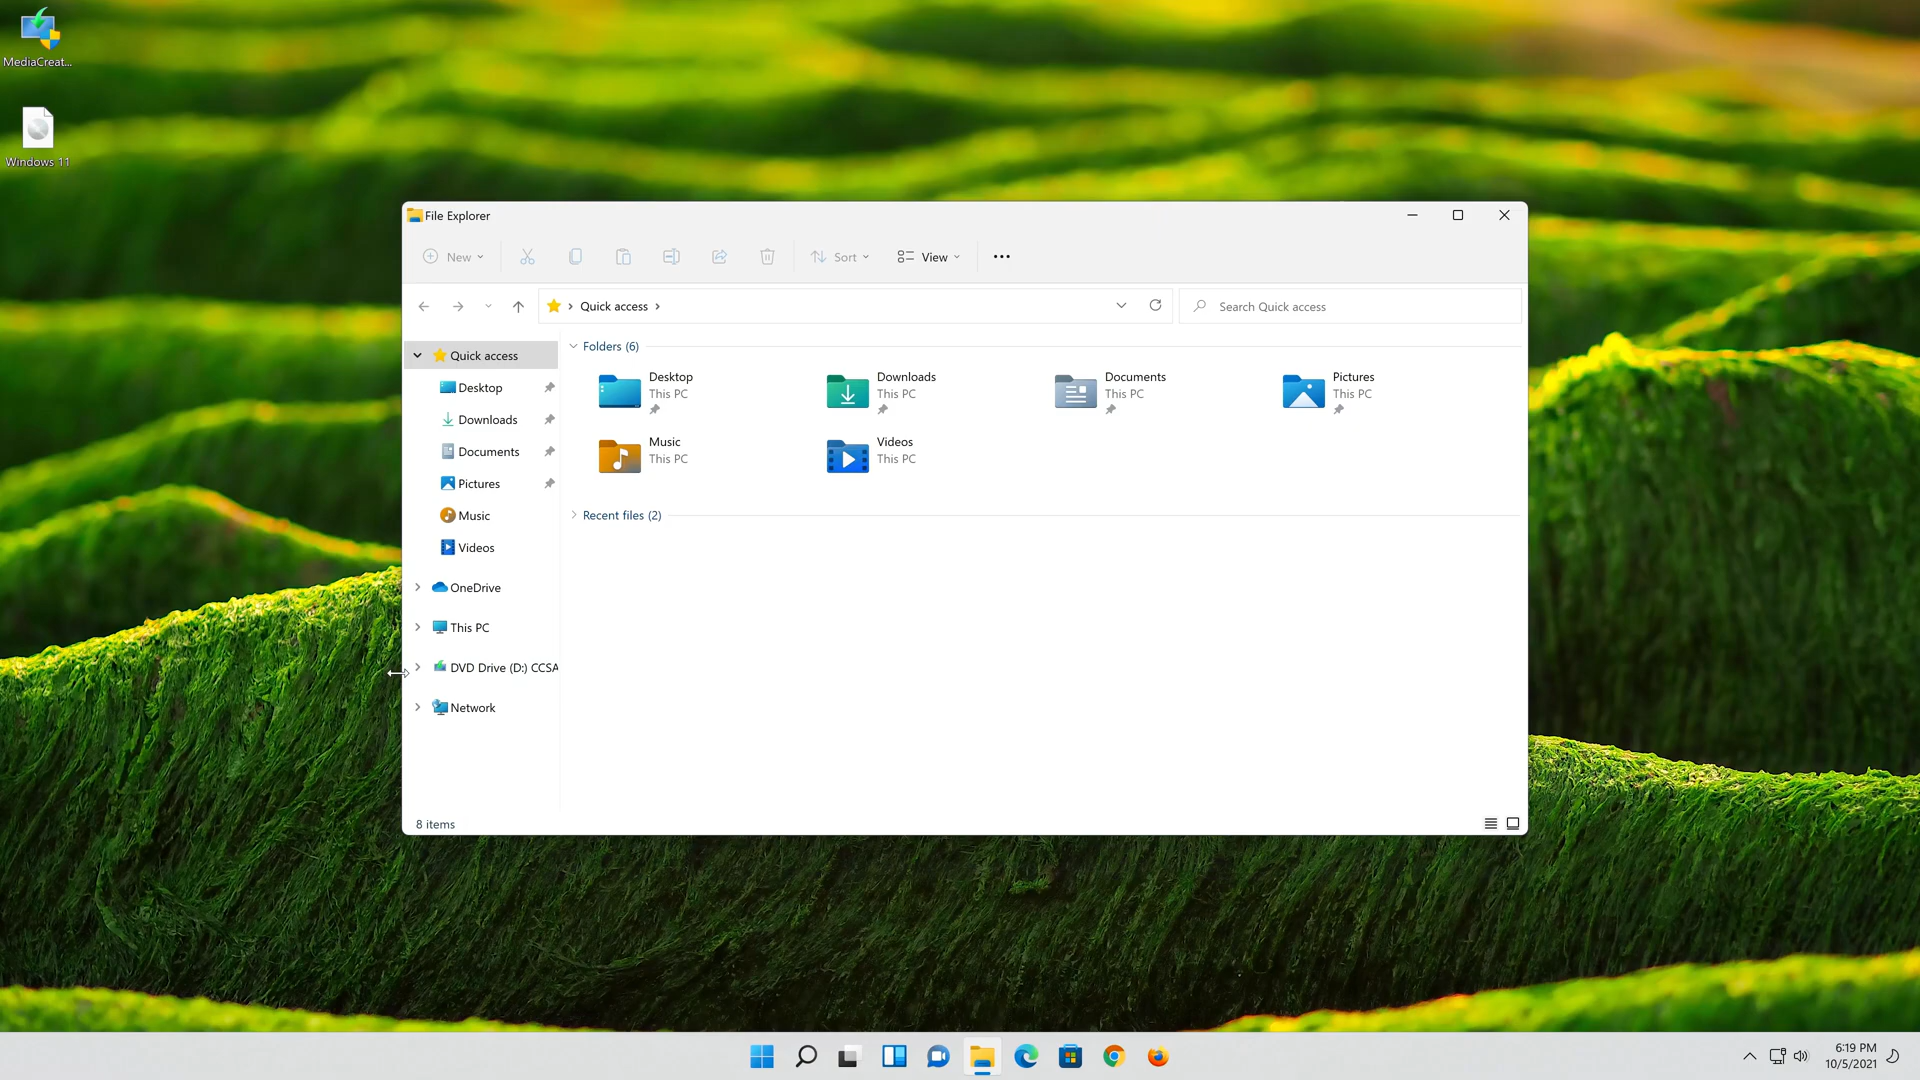 MediaCreat...
Windows 11
File Explorer
New
Sort
View
Quick access
Search Quick access
Quick access
Desktop
Downloads
Documents
Pictures
Music
Videos
OneDrive
This PC
DVD Drive (D:) CCSA
Network
Folders (6)
Desktop
This PC
Downloads
This PC
Documents
This PC
Pictures
This PC
Music
This PC
Videos
This PC
Recent files (2)
8 items
6:19 PM
10/5/2021